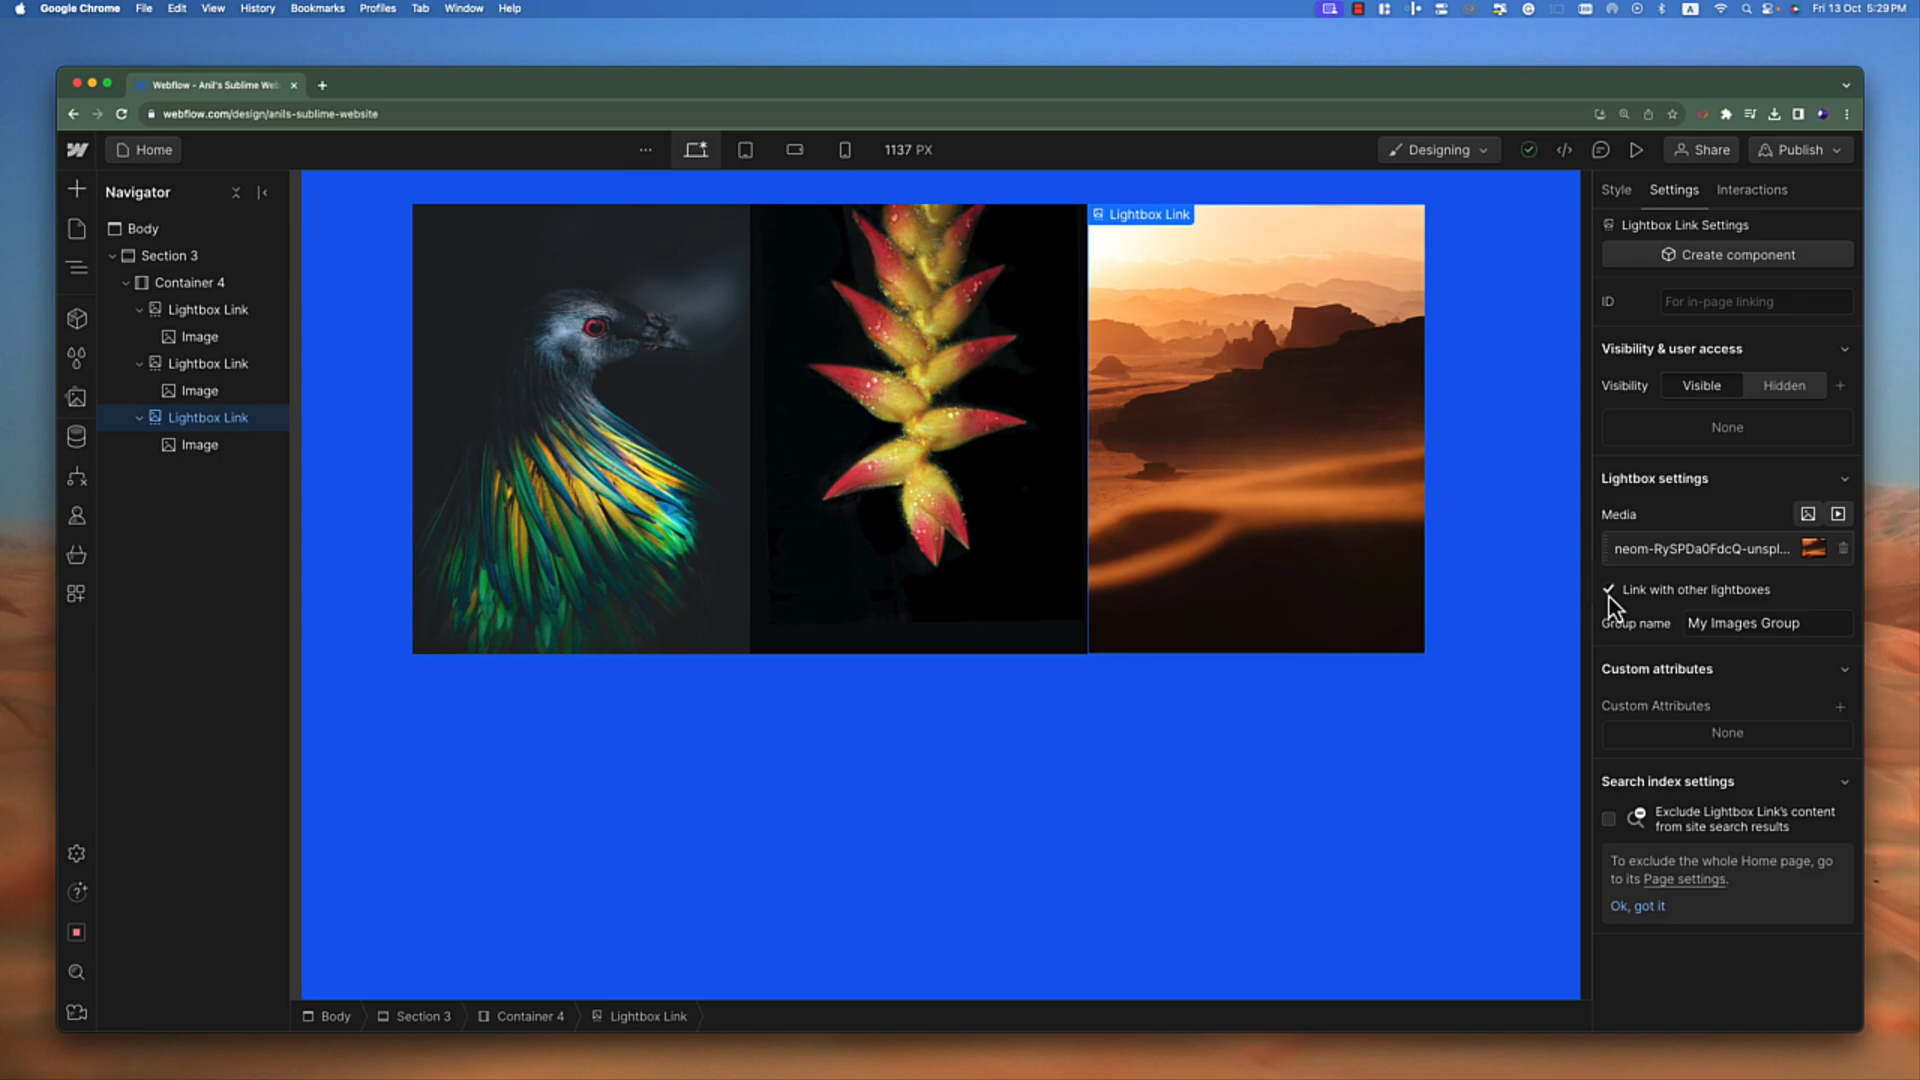 Google Chrome File Edit View History Bookmarks Profiles Tab Window Help
A Fri 13 Oct 5:29 PM
Webflow - Anil's Sublime Web
webflow.com/design/anils-sublime-website
Home
1137 PX
Designing
Share
Publish
Navigator
Body
Section 3
Container 4
Lightbox Link
Image
Lightbox Link
Image
Lightbox Link
Image
Lightbox Link
Style Settings Interactions
Lightbox Link Settings
Create component
ID For in-page linking
Visibility & user access
Visibility Visible Hidden
None
Lightbox settings
Media
neom-RySPDa0FdcQ-unspl...
Link with other lightboxes
Group name My Images Group
Custom attributes
Custom Attributes
None
Search index settings
Exclude Lightbox Link's content
from site search results
To exclude the whole Home page, go
to its Page settings.
Ok, got it
Body Section 3 Container 4 Lightbox Link